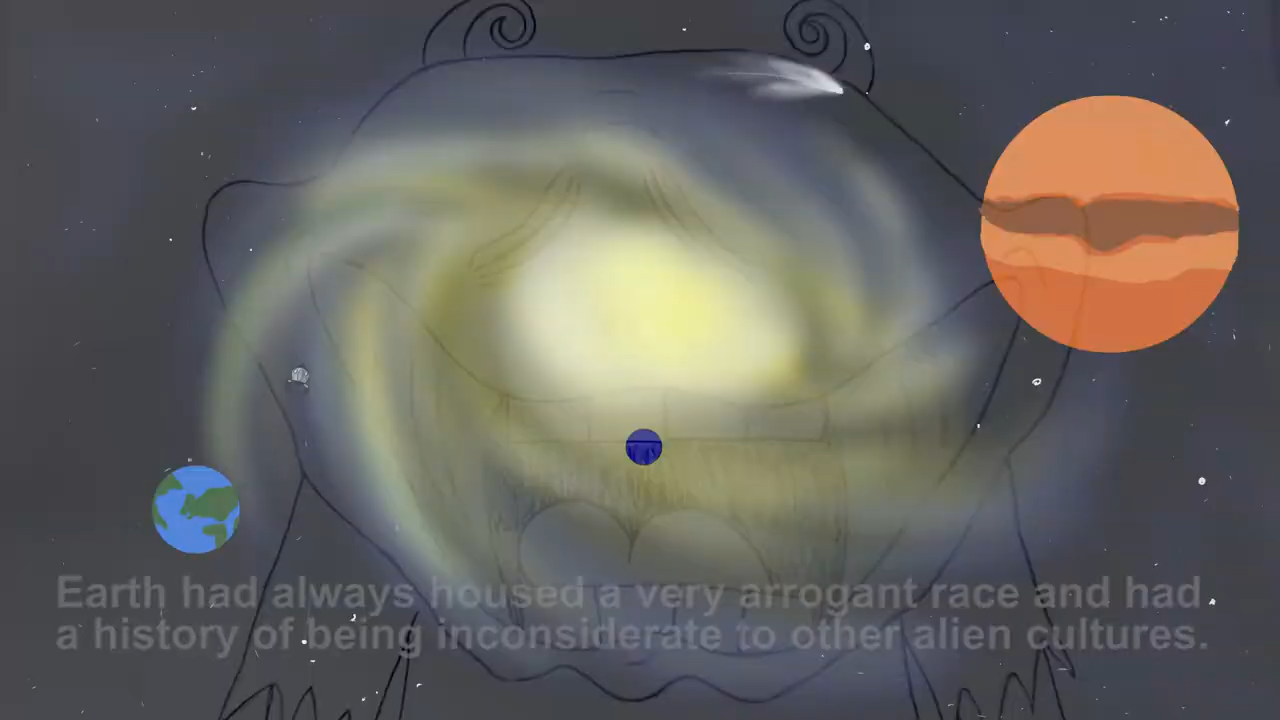 Earth had always housed a very arrogant race and had
a history of being inconsiderate to other alien cultures.